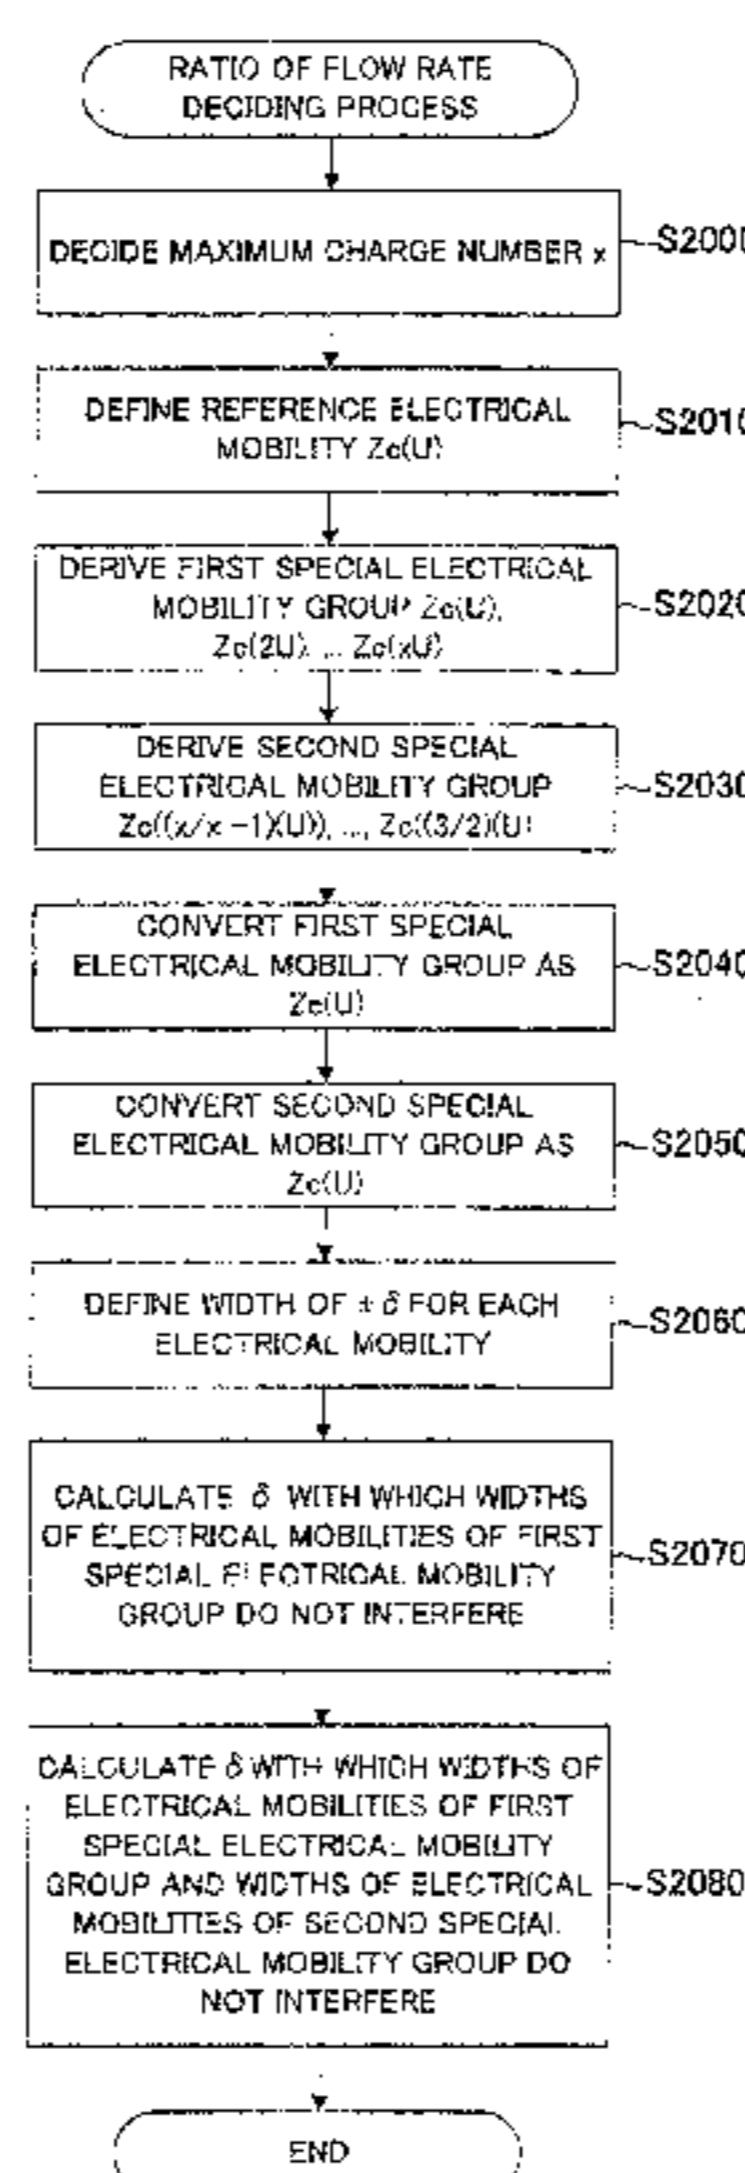 RATIO OF FLOW RATE
DECIDING PROCESS
DECIDE MAXIMUM CHARGE NUMBER x
S2000
DEFINE REFERENCE ELECTRICAL
MOBILITY Zc(U)
S2010
DERIVE FIRST SPECIAL ELECTRICAL
MOBILITY GROUP Zc(U),
Zc(2U), ... Zc(xU)
S2020
DERIVE SECOND SPECIAL
ELECTRICAL MOBILITY GROUP
Zc((x/x -1)(U)), ..., Zc((3/2)(U)
S2030
CONVERT FIRST SPECIAL
ELECTRICAL MOBILITY GROUP AS
Zc(U)
S2040
CONVERT SECOND SPECIAL
ELECTRICAL MOBILITY GROUP AS
Zc(U)
S2050
DEFINE WIDTH OF ± δ FOR EACH
ELECTRICAL MOBILITY
S2060
CALCULATE δ WITH WHICH WIDTHS
OF ELECTRICAL MOBILITIES OF FIRST
SPECIAL ELECTRICAL MOBILITY
GROUP DO NOT INTERFERE
S2070
CALCULATE δ WITH WHICH WIDTHS OF
ELECTRICAL MOBILITIES OF FIRST
SPECIAL ELECTRICAL MOBILITY
GROUP AND WIDTHS OF ELECTRICAL
MOBILITIES OF SECOND SPECIAL
ELECTRICAL MOBILITY GROUP DO
NOT INTERFERE
S2080
END